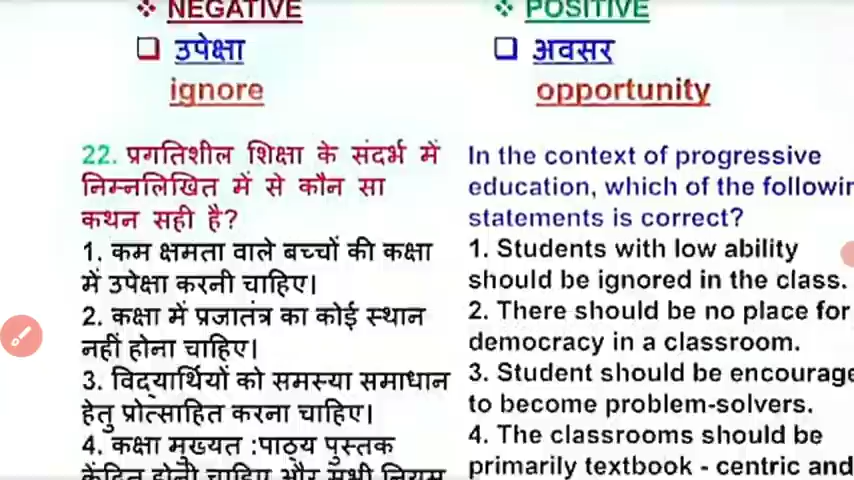 ❖ NEGATIVE
❑ उपेक्षा
ignore
❖ POSITIVE
❑ अवसर
opportunity
22. प्रगतिशील शिक्षा के संदर्भ में
निम्नलिखित में से कौन सा
कथन सही है?
1. कम क्षमता वाले बच्चों की कक्षा
में उपेक्षा करनी चाहिए।
2. कक्षा में प्रजातंत्र का कोई स्थान
नहीं होना चाहिए।
3. विद्यार्थियों को समस्या समाधान
हेतु प्रोत्साहित करना चाहिए।
4. कक्षा मुख्यत :पाठ्य पुस्तक
केंद्रित होनी चाहिए और सभी नियम
In the context of progressive
education, which of the followin
statements is correct?
1. Students with low ability
should be ignored in the class.
2. There should be no place for
democracy in a classroom.
3. Student should be encourage
to become problem-solvers.
4. The classrooms should be
primarily textbook - centric and